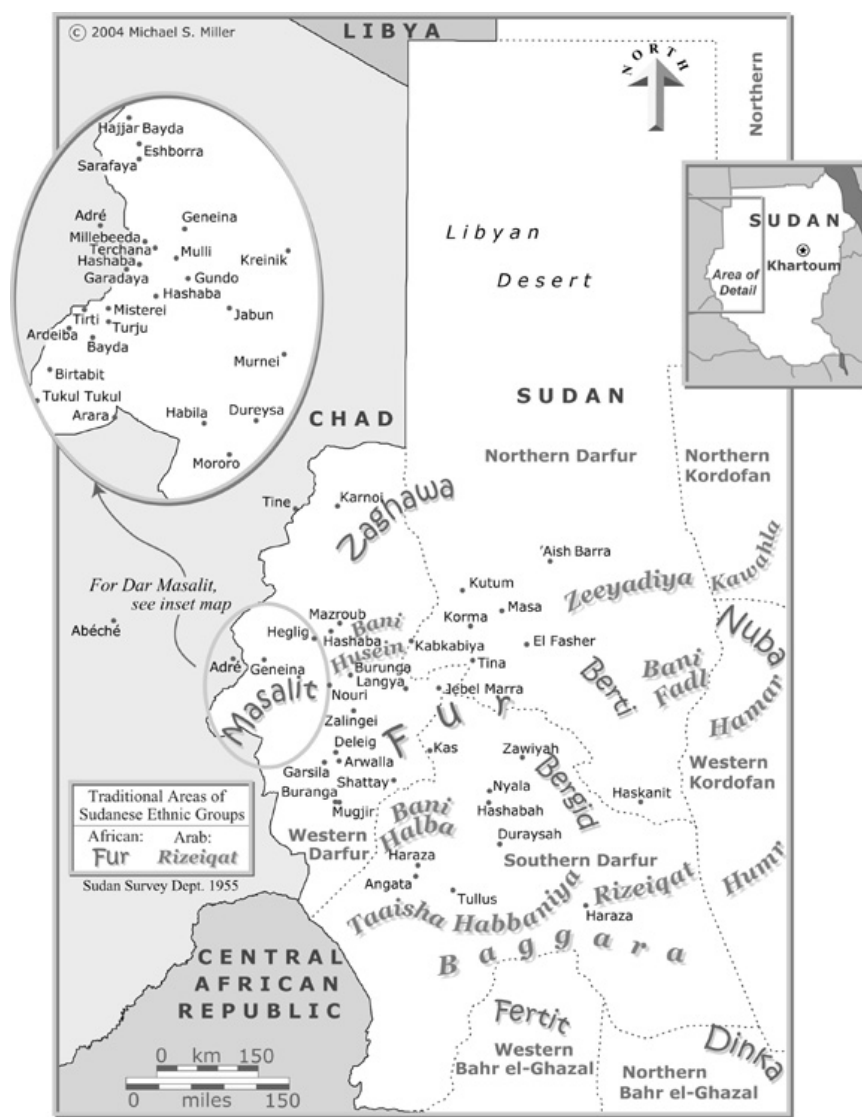 © 2004 Michael S. Miller
LIBYA
NORTH
Northern
Hajjar Bayda
Eshborra
Sarafaya
Adré
Geneina
Millebeeda
Terchana
Mulli
Kreinik
Hashaba
Garadaya
Gundo
Hashaba
Misterei
Jabun
Tirti
Turju
Ardeiba
Bayda
Murnei
Birtabit
Tukul Tukul
Arara
Habila
Dureysa
Mororo
Libyan
Desert
SUDAN
Khartoum
Area of
Detail
CHAD
SUDAN
Northern Darfur
Northern
Kordofan
Tine
Karnoi
Zaghawa
For Dar Masalit,
see inset map
Abéché
'Aish Barra
Kutum
Zeeyadiya
Kawahla
Masa
Korma
Mazroub
Heglig
Hashaba
Bani
Husein
Kabkabiya
El Fasher
Nuba
Adré
Geneina
Masalit
Burunga
Langya
Tina
Nouri
Jebel Marra
Berti
Bani
Fadl
Hamar
Zalingei
Fur
Deleig
Arwalla
Kas
Zawiyah
Western
Kordofan
Garsila
Shattay
Buranga
Mugjir
Nyala
Hashabah
Bergid
Haskanit
Traditional Areas of
Sudanese Ethnic Groups
African: Arab:
Fur Rizeiqat
Sudan Survey Dept. 1955
Western
Darfur
Bani
Halba
Duraysah
Haraza
Southern Darfur
Humr
Angata
Tullus
Rizeiqat
Haraza
Taaisha Habbaniya
Baggara
CENTRAL
AFRICAN
REPUBLIC
Fertit
Western
Bahr el-Ghazal
Dinka
Northern
Bahr el-Ghazal
0 km 150
0 miles 150